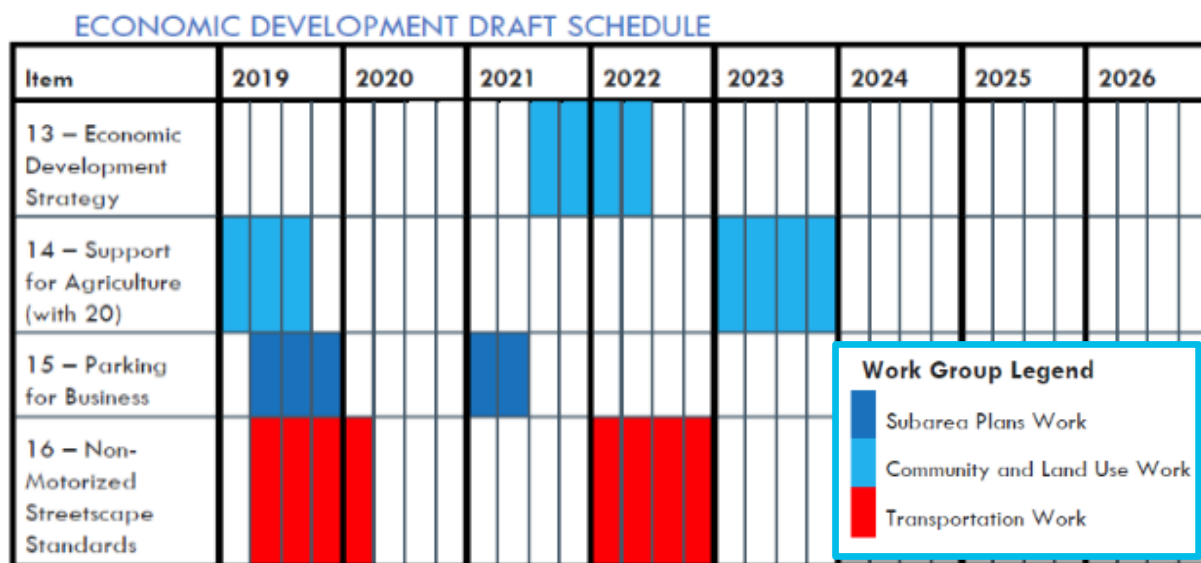 ECONOMIC DEVELOPMENT DRAFT SCHEDULE
Item 2019 2020 2021 2022 2023 2024 2025 2026
13 – Economic
Development
Strategy
14 – Support
for Agriculture
(with 20)
15 – Parking
for Business
16 – Non-
Motorized
Streetscape
Standards
Work Group Legend
Subarea Plans Work
Community and Land Use Work
Transportation Work